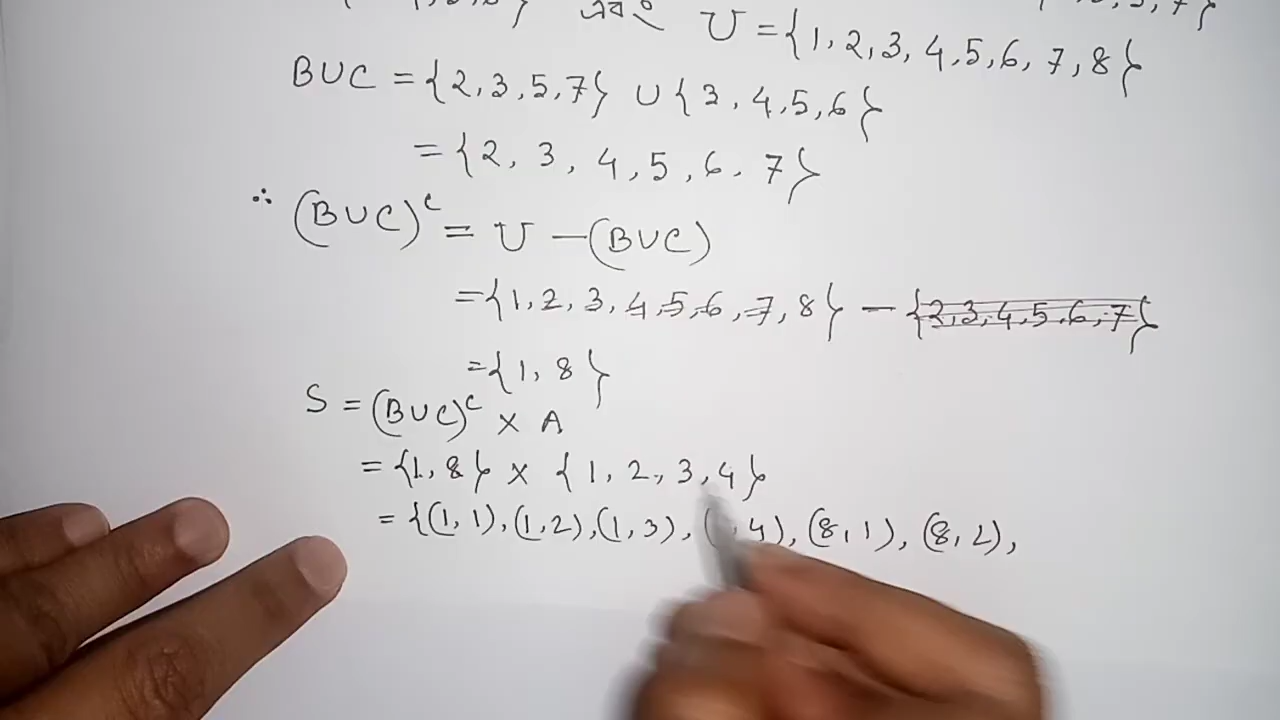 এবং U = {1, 2, 3, 4, 5, 6, 7, 8}
B∪C = {2, 3, 5, 7} ∪ {3, 4, 5, 6}
= {2, 3, 4, 5, 6, 7}
∴ (B∪C)ᶜ = U − (B∪C)
= {1, 2, 3, 4, 5, 6, 7, 8} − {2, 3, 4, 5, 6, 7}
= {1, 8}
S = (B∪C)ᶜ × A
= {1, 8} × {1, 2, 3, 4}
= {(1, 1), (1, 2), (1, 3), ( , 4), (8, 1), (8, 2),